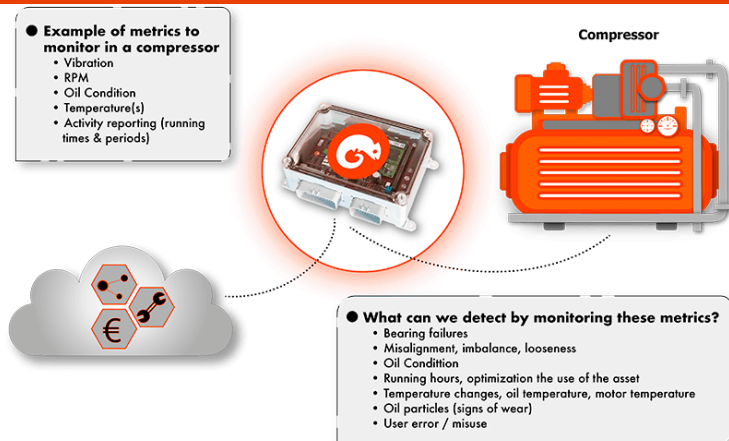 ● Example of metrics to
monitor in a compressor
• Vibration
• RPM
• Oil Condition
• Temperature(s)
• Activity reporting (running
times & periods)
Compressor
€
● What can we detect by monitoring these metrics?
• Bearing failures
• Misalignment, imbalance, looseness
• Oil Condittion
• Running hours, optimization the use of the asset
• Temperature changes, oil temperature, motor temperature
• Oil particles (signs of wear)
• User error / misuse